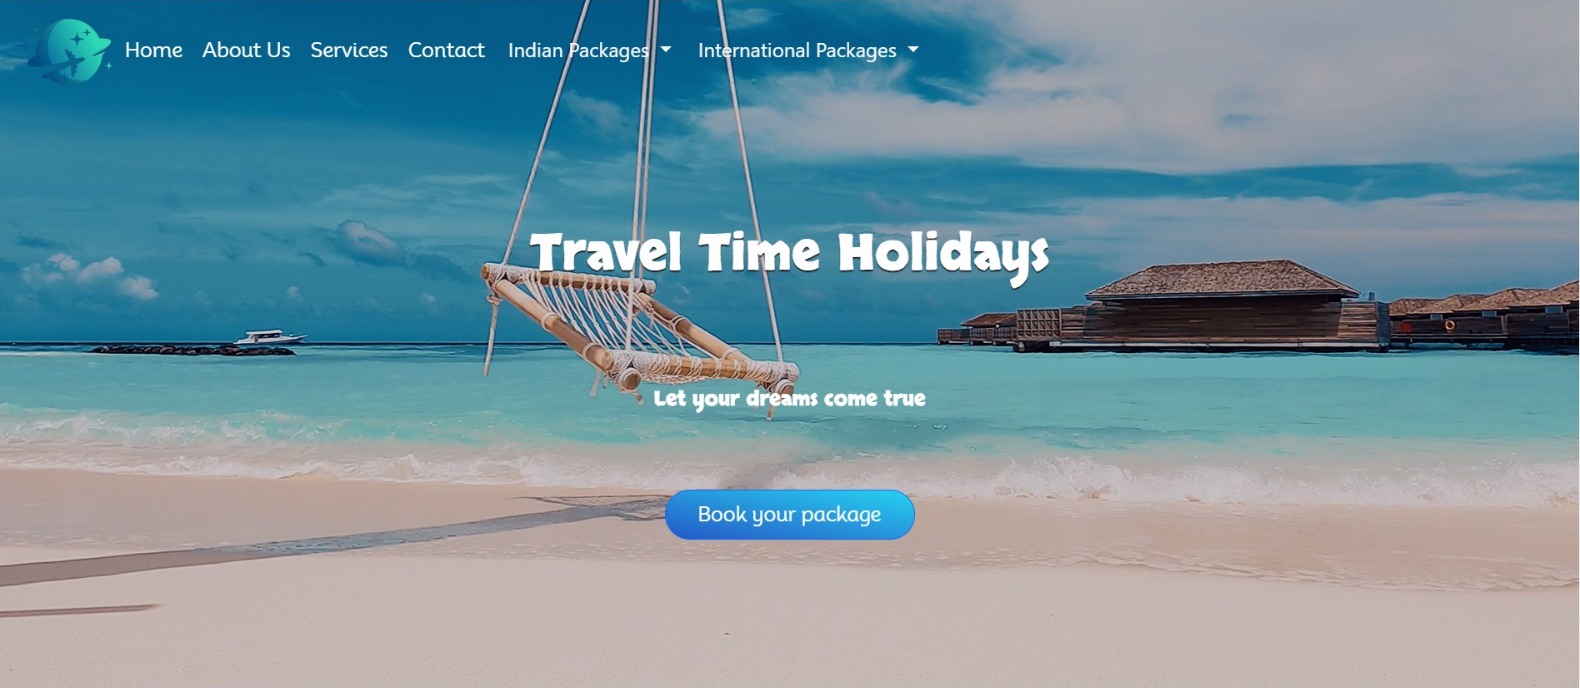 Home About Us Services Contact Indian Packages International Packages
Travel Time Holidays
Let your dreams come true
Book your package